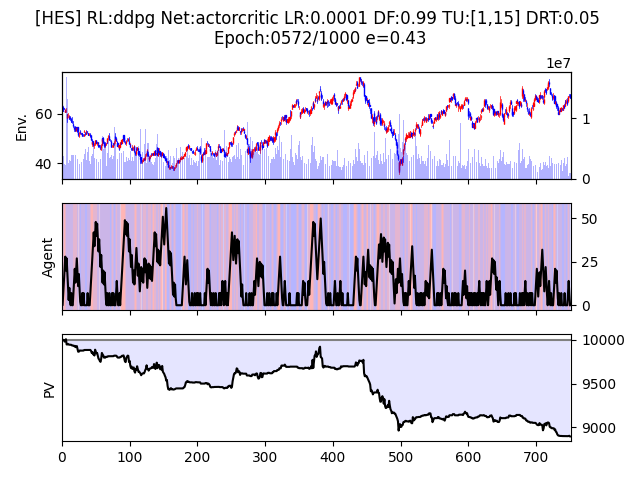 [HES] RL:ddpg Net:actorcritic LR:0.0001 DF:0.99 TU:[1,15] DRT:0.05
Epoch:0572/1000 e=0.43
1e7
Env.
60
40
1
0
Agent
50
25
0
PV
10000
9500
9000
0 100 200 300 400 500 600 700